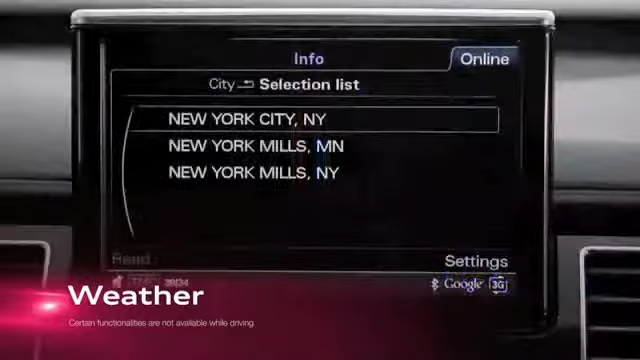 Info
Online
City Selection list
NEW YORK CITY, NY
NEW YORK MILLS, MN
NEW YORK MILLS, NY
Read
Settings
Google 3G
Weather
Certain functionalities are not available while driving.